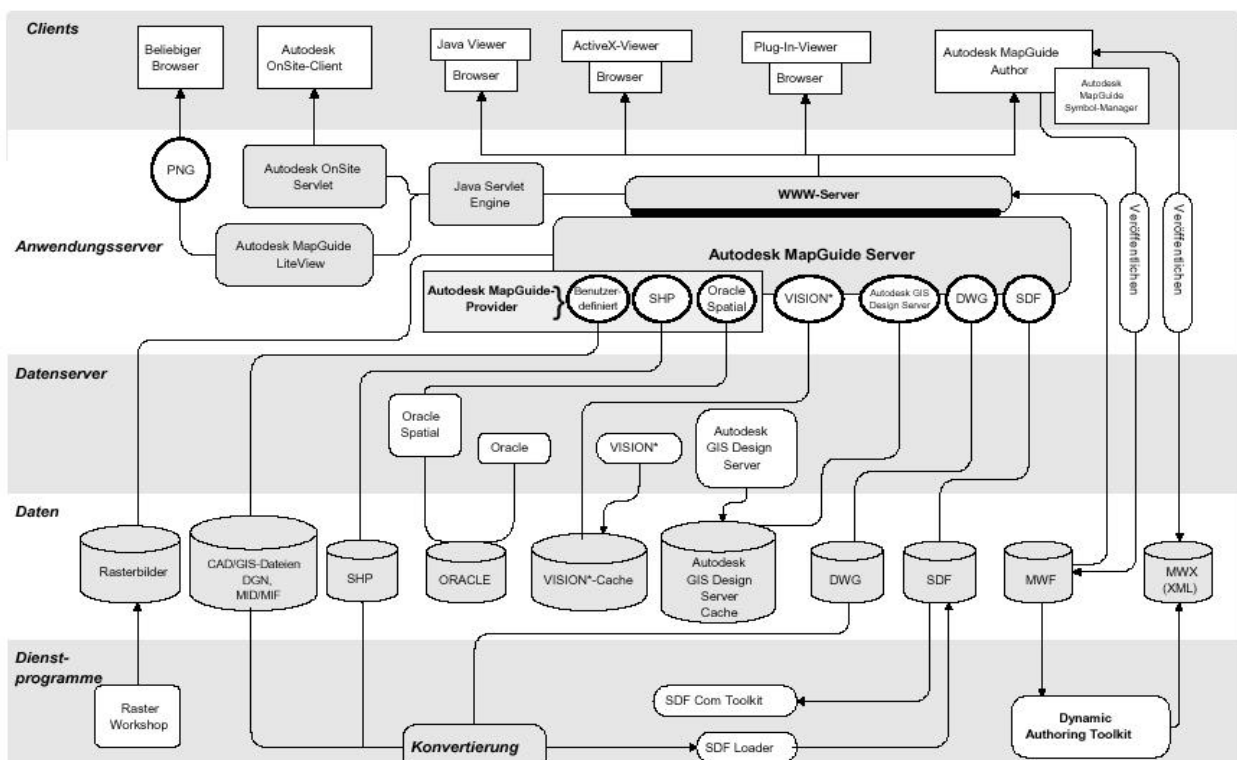 Clients
Beliebiger
Browser
Autodesk
OnSite-Client
Java Viewer
Browser
ActiveX-Viewer
Browser
Plug-In-Viewer
Browser
Autodesk MapGuide
Author
Autodesk
MapGuide
Symbol-Manager
PNG
Autodesk OnSite
Servlet
Java Servlet
Engine
WWW-Server
Veröffentlichen
Veröffentlichen
Anwendungsserver
Autodesk MapGuide
LiteView
Autodesk MapGuide Server
Autodesk MapGuide-
Provider
}
Benutzer
definiert
SHP
Oracle
Spatial
VISION*
Autodesk GIS
Design Server
DWG
SDF
Datenserver
Oracle
Spatial
Oracle
VISION*
Autodesk
GIS Design
Server
Daten
Rasterbilder
CAD/GIS-Dateien
DGN,
MID/MIF
SHP
ORACLE
VISION*-Cache
Autodesk
GIS Design
Server
Cache
DWG
SDF
MWF
MWX
(XML)
Dienst-
programme
Raster
Workshop
SDF Com Toolkit
Dynamic
Authoring Toolkit
Konvertierung
SDF Loader